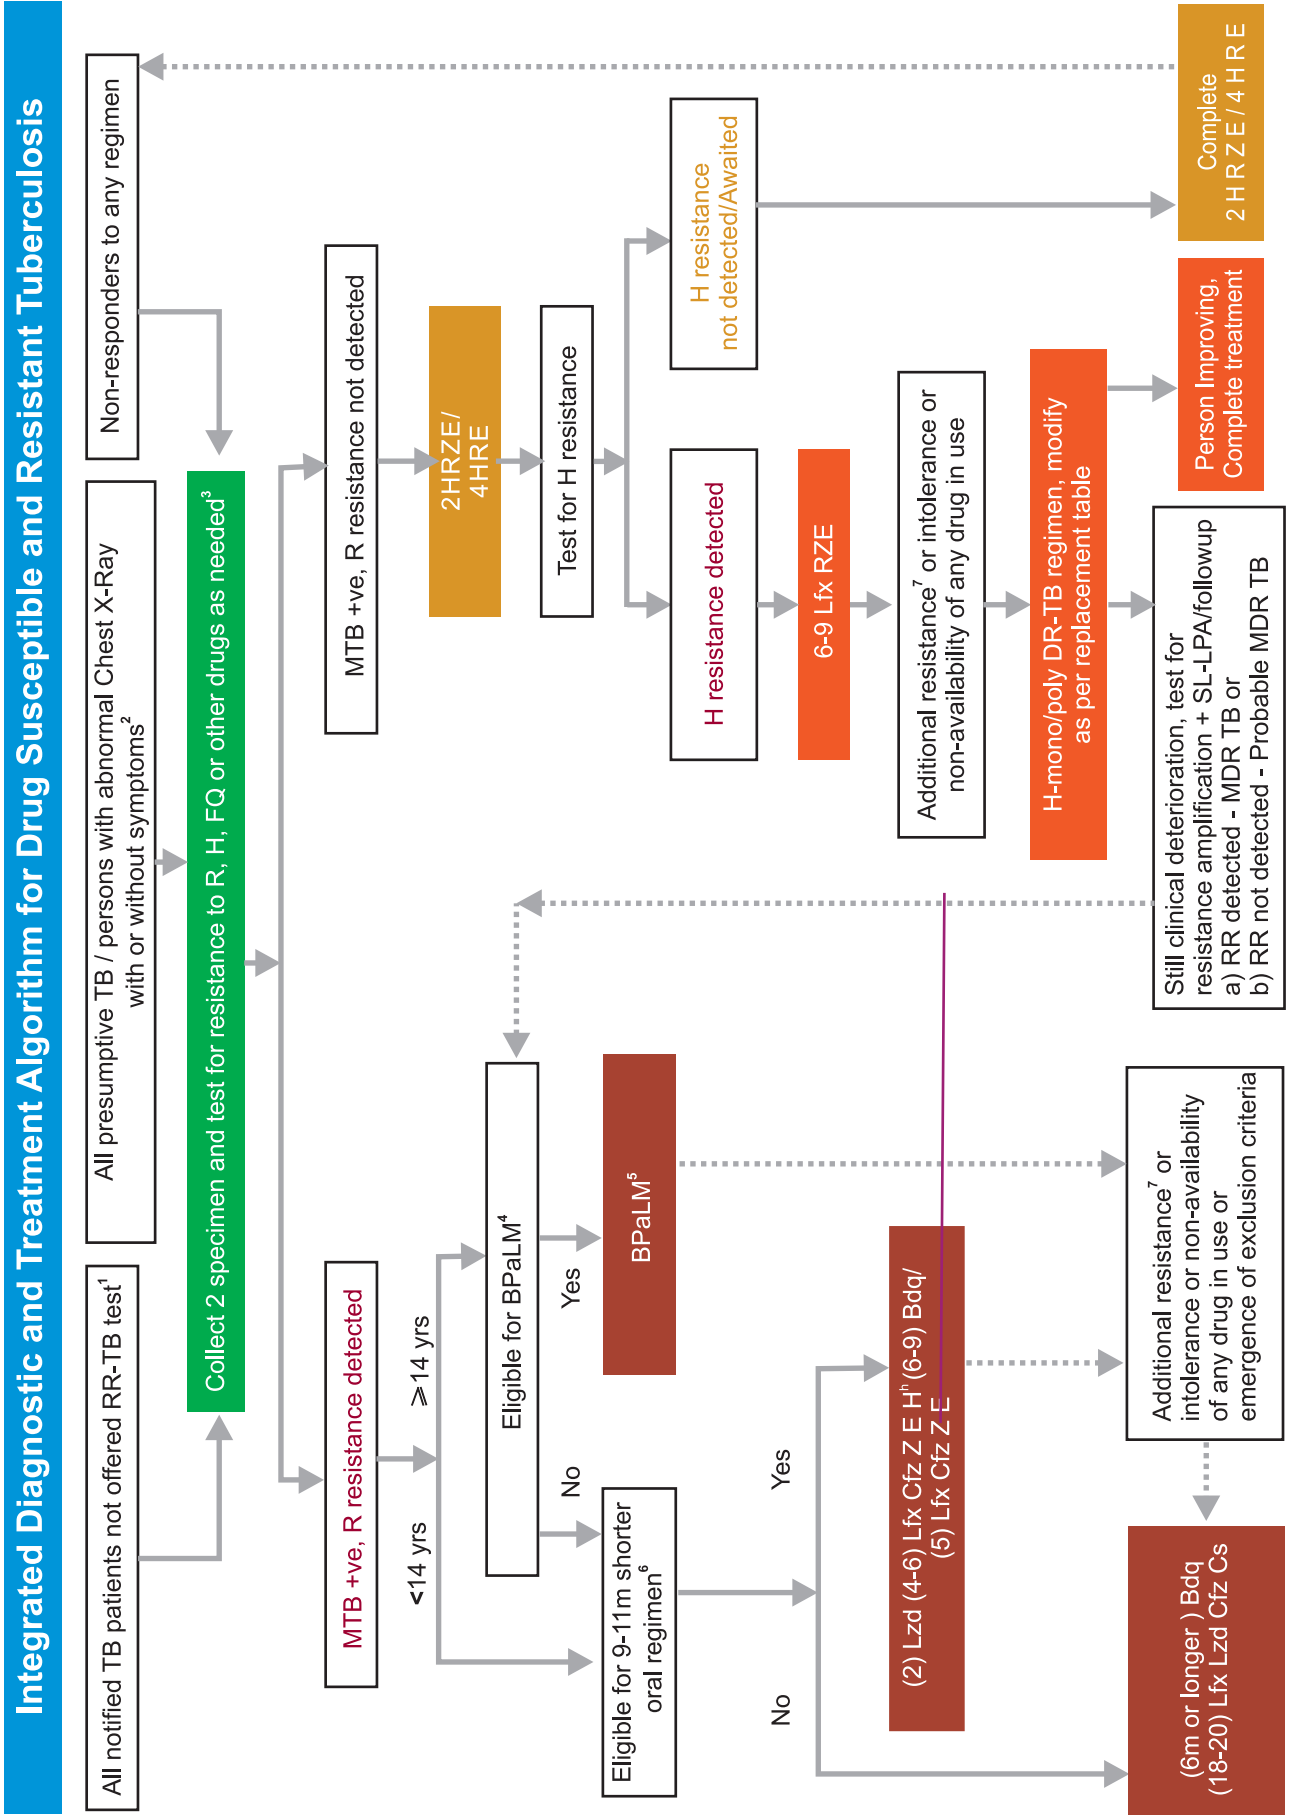 Integrated Diagnostic and Treatment Algorithm for Drug Susceptible and Resistant Tuberculosis
All notified TB patients not offered RR-TB test¹
All presumptive TB / persons with abnormal Chest X-Ray
with or without symptoms²
Non-responders to any regimen
Collect 2 specimen and test for resistance to R, H, FQ or other drugs as needed³
MTB +ve, R resistance detected
MTB +ve, R resistance not detected
<14 yrs
⩾14 yrs
2HRZE/
4HRE
Eligible for BPaLM⁴
Test for H resistance
No
Yes
Eligible for 9-11m shorter
oral regimen⁶
BPaLM⁵
H resistance detected
H resistance
not detected/Awaited
No
Yes
6-9 Lfx RZE
(2) Lzd (4-6) Lfx Cfz Z E Hʰ (6-9) Bdq/
(5) Lfx Cfz Z E
Additional resistance⁷ or intolerance or
non-availability of any drug in use
H-mono/poly DR-TB regimen, modify
as per replacement table
(6m or longer ) Bdq
(18-20) Lfx Lzd Cfz Cs
Additional resistance⁷ or
intolerance or non-availability
of any drug in use or
emergence of exclusion criteria
Still clinical deterioration, test for
resistance amplification + SL-LPA/followup
a) RR detected - MDR TB or
b) RR not detected - Probable MDR TB
Person Improving,
Complete treatment
Complete
2 H R Z E / 4 H R E